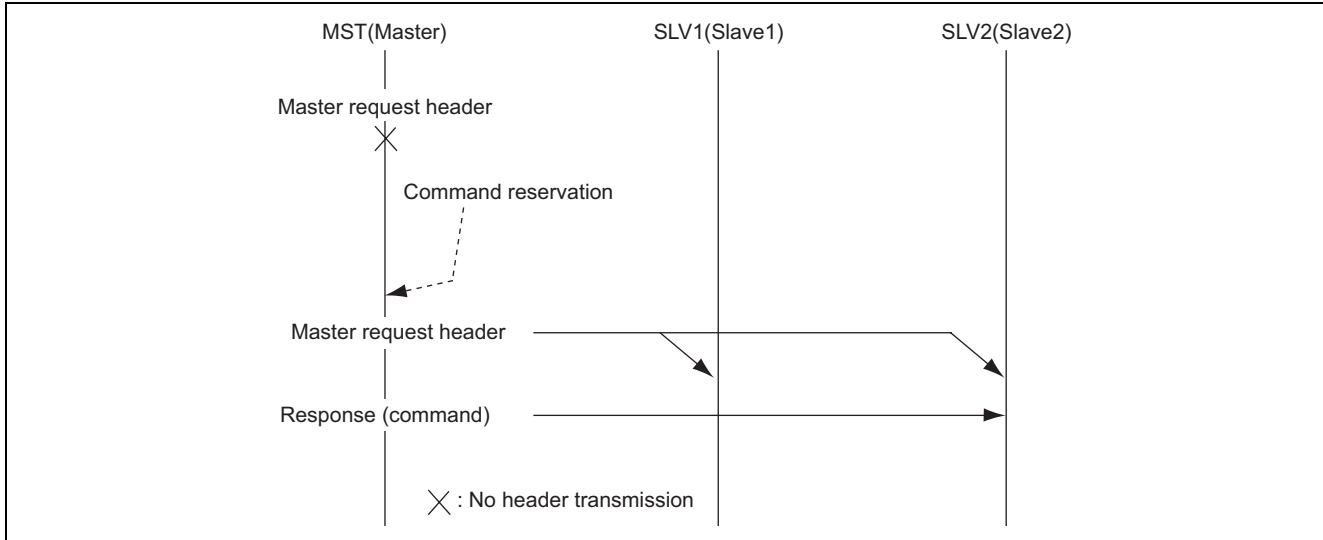 MST(Master) SLV1(Slave1) SLV2(Slave2)
Master request header
Command reservation
Master request header
Response (command)
: No header transmission